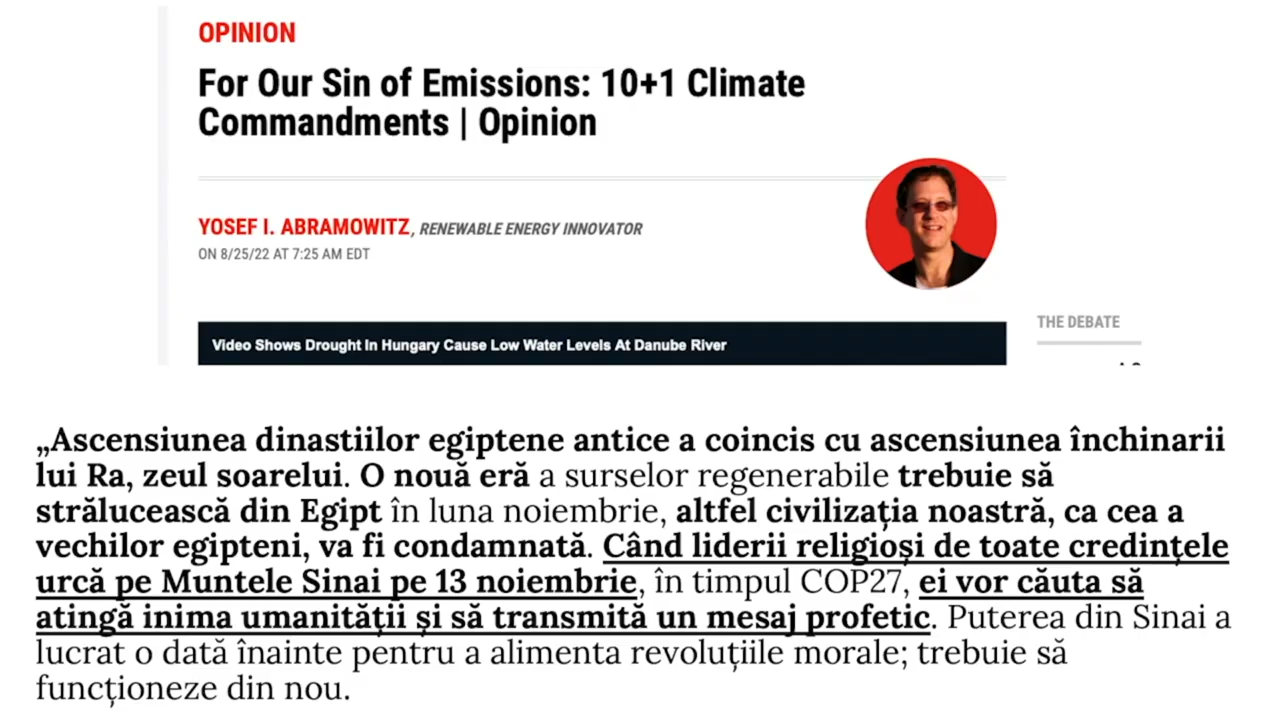 OPINION
For Our Sin of Emissions: 10+1 Climate
Commandments | Opinion
YOSEF I. ABRAMOWITZ, RENEWABLE ENERGY INNOVATOR
ON 8/25/22 AT 7:25 AM EDT
THE DEBATE
Video Shows Drought In Hungary Cause Low Water Levels At Danube River
„Ascensiunea dinastiilor egiptene antice a coincis cu ascensiunea închinarii
lui Ra, zeul soarelui. O nouă eră a surselor regenerabile trebuie să
strălucească din Egipt în luna noiembrie, altfel civilizația noastră, ca cea a
vechilor egipteni, va fi condamnată. Când liderii religioși de toate credințele
urcă pe Muntele Sinai pe 13 noiembrie, în timpul COP27, ei vor căuta să
atingă inima umanității și să transmită un mesaj profetic. Puterea din Sinai a
lucrat o dată înainte pentru a alimenta revoluțiile morale; trebuie să
funcționeze din nou.